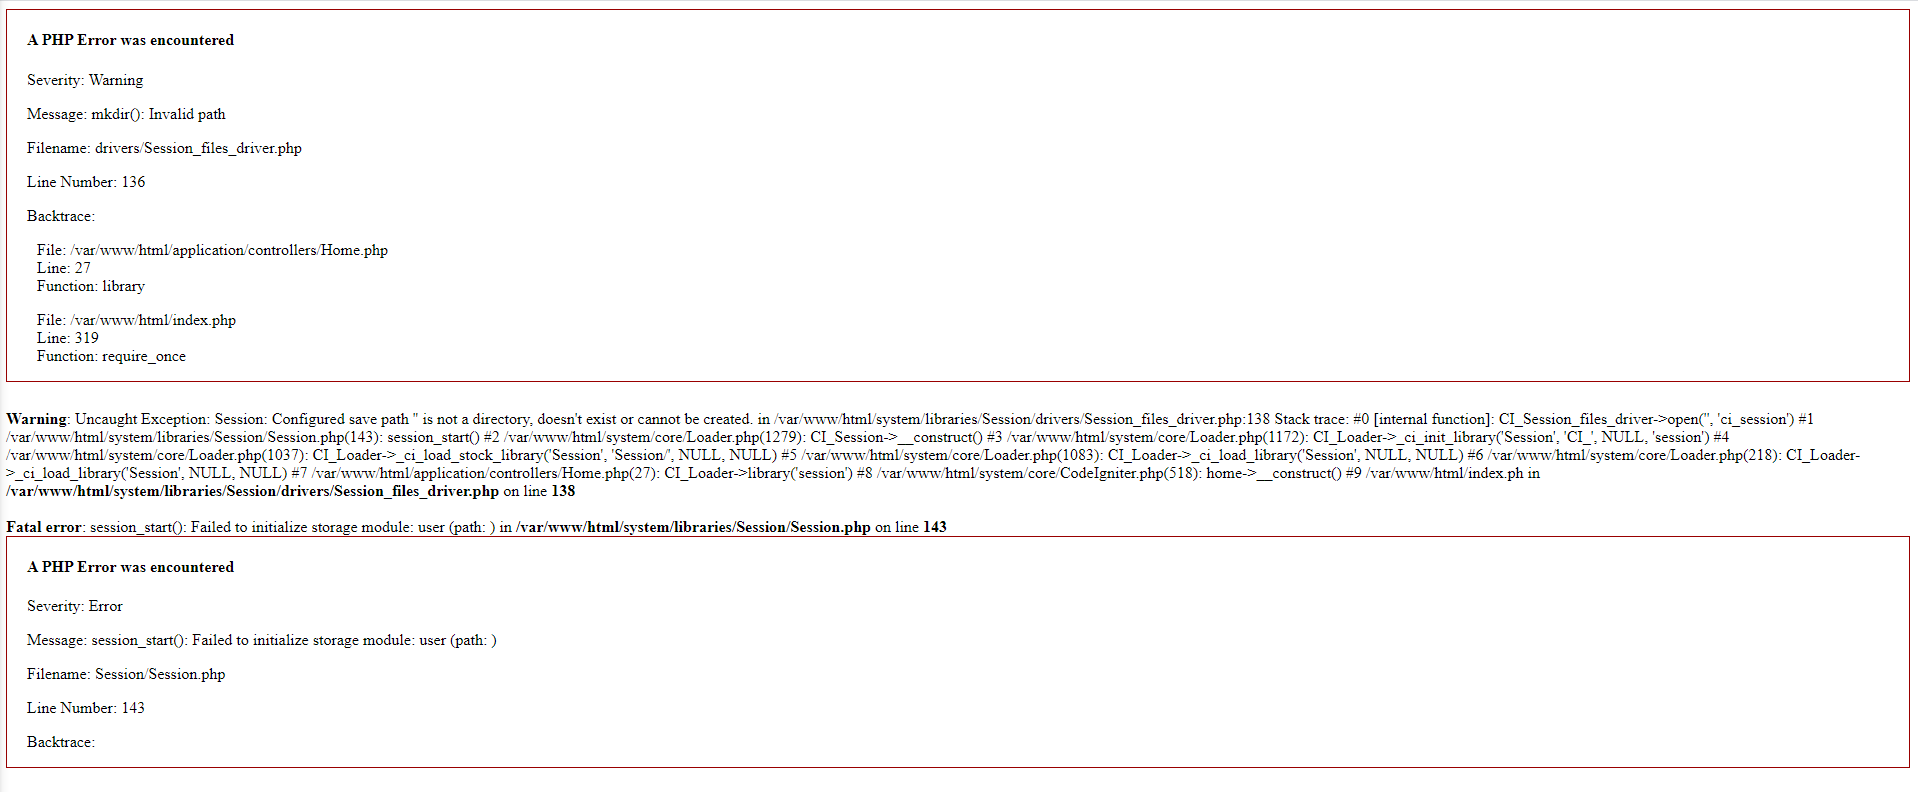 A PHP Error was encountered
Severity: Warning
Message: mkdir(): Invalid path
Filename: drivers/Session_files_driver.php
Line Number: 136
Backtrace:
File: /var/www/html/application/controllers/Home.php
Line: 27
Function: library
File: /var/www/html/index.php
Line: 319
Function: require_once
Warning: Uncaught Exception: Session: Configured save path '' is not a directory, doesn't exist or cannot be created. in /var/www/html/system/libraries/Session/drivers/Session_files_driver.php:138 Stack trace: #0 [internal function]: CI_Session_files_driver->open('', 'ci_session') #1
/var/www/html/system/libraries/Session/Session.php(143): session_start() #2 /var/www/html/system/core/Loader.php(1279): CI_Session->__construct() #3 /var/www/html/system/core/Loader.php(1172): CI_Loader->_ci_init_library('Session', 'CI_', NULL, 'session') #4
/var/www/html/system/core/Loader.php(1037): CI_Loader->_ci_load_stock_library('Session', 'Session/', NULL, NULL) #5 /var/www/html/system/core/Loader.php(1083): CI_Loader->_ci_load_library('Session', NULL, NULL) #6 /var/www/html/system/core/Loader.php(218): CI_Loader-
>_ci_load_library('Session', NULL, NULL) #7 /var/www/html/application/controllers/Home.php(27): CI_Loader->library('session') #8 /var/www/html/system/core/CodeIgniter.php(518): home->__construct() #9 /var/www/html/index.ph in
/var/www/html/system/libraries/Session/drivers/Session_files_driver.php on line 138
Fatal error: session_start(): Failed to initialize storage module: user (path: ) in /var/www/html/system/libraries/Session/Session.php on line 143
A PHP Error was encountered
Severity: Error
Message: session_start(): Failed to initialize storage module: user (path: )
Filename: Session/Session.php
Line Number: 143
Backtrace: